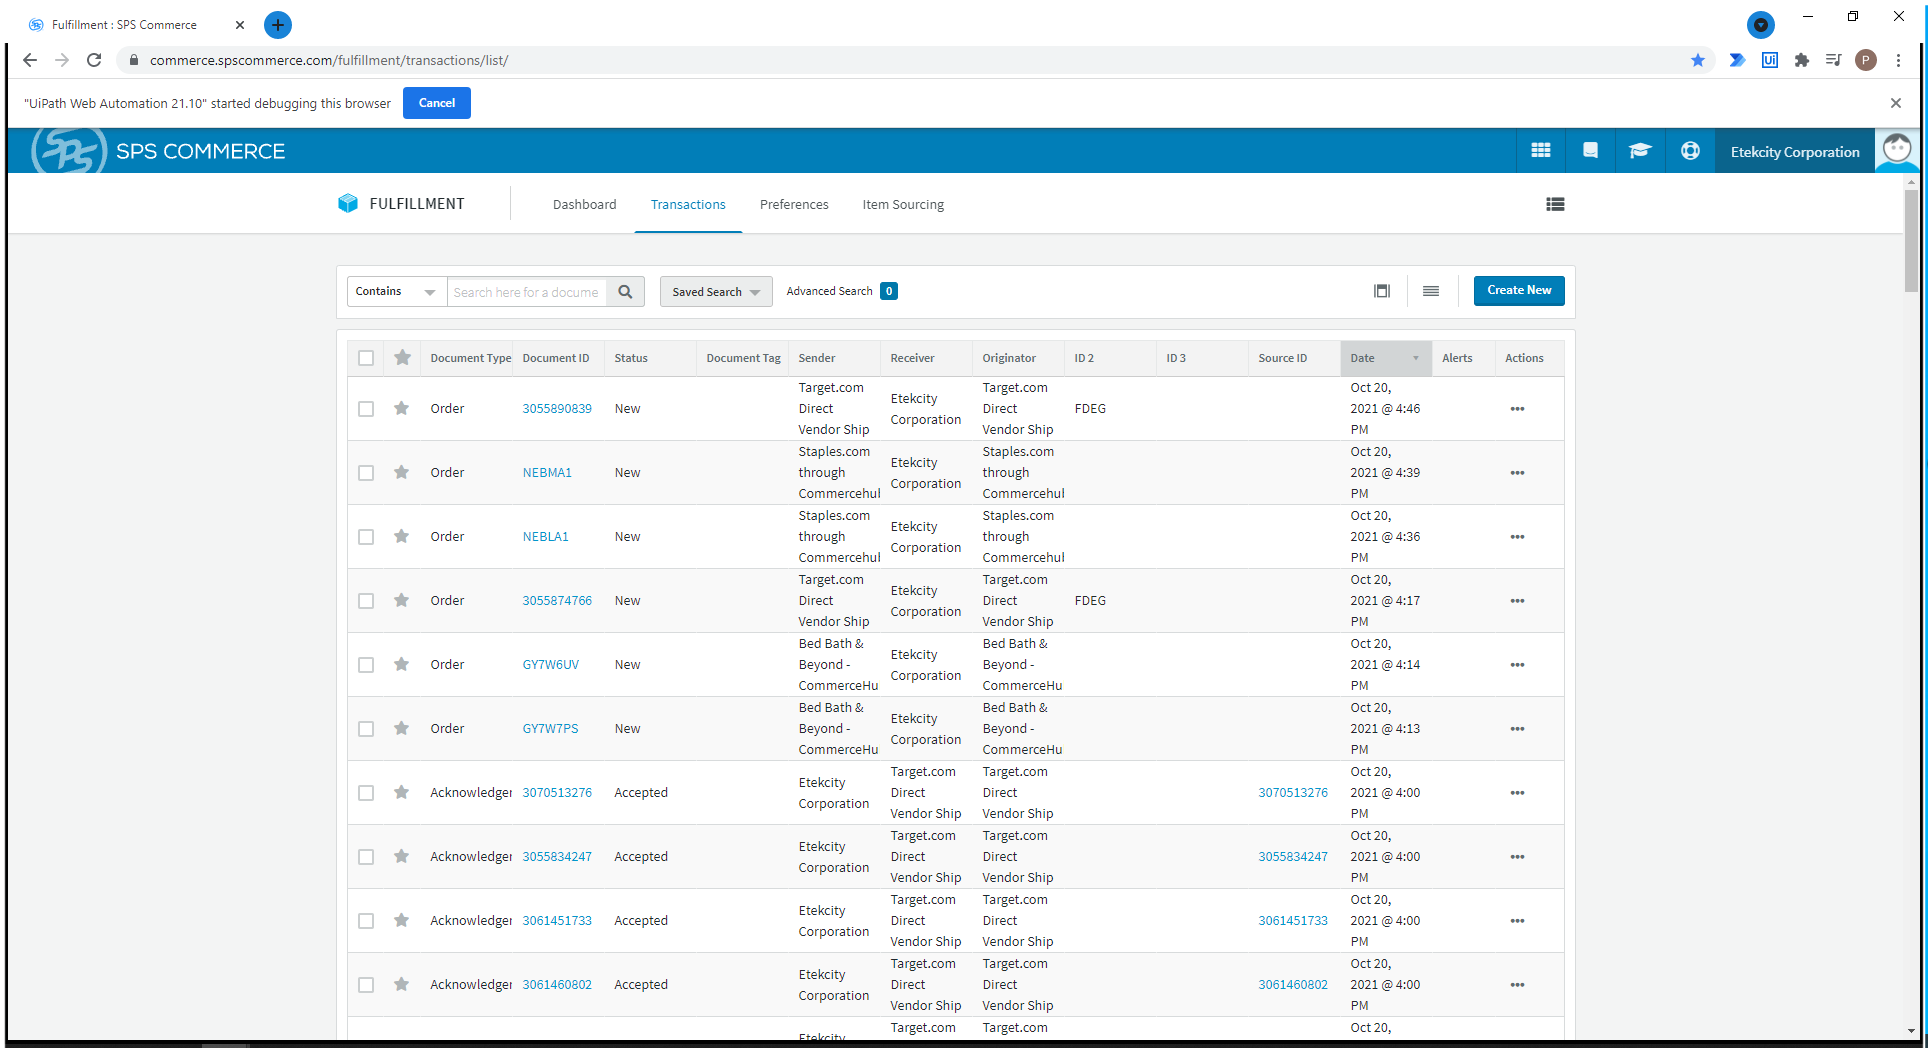 Fulfillment : SPS Commerce
commerce.spscommerce.com/fulfillment/transactions/list/
Ui
P
"UiPath Web Automation 21.10" started debugging this browser
Cancel
SPS
SPS COMMERCE
Etekcity Corporation
FULFILLMENT
Dashboard
Transactions
Preferences
Item Sourcing
Contains
Search here for a docume
Saved Search
Advanced Search
0
Create New
Document Type Document ID Status Document Tag Sender Receiver Originator ID 2 ID 3 Source ID Date Alerts Actions
Order
3055890839
New
Target.com
Direct
Vendor Ship
Etekcity
Corporation
Target.com
Direct
Vendor Ship
FDEG
Oct 20,
2021 @ 4:46
PM
Order
NEBMA1
New
Staples.com
through
Commercehul
Etekcity
Corporation
Staples.com
through
Commercehul
Oct 20,
2021 @ 4:39
PM
Order
NEBLA1
New
Staples.com
through
Commercehul
Etekcity
Corporation
Staples.com
through
Commercehul
Oct 20,
2021 @ 4:36
PM
Order
3055874766
New
Target.com
Direct
Vendor Ship
Etekcity
Corporation
Target.com
Direct
Vendor Ship
FDEG
Oct 20,
2021 @ 4:17
PM
Order
GY7W6UV
New
Bed Bath &
Beyond -
CommerceHu
Etekcity
Corporation
Bed Bath &
Beyond -
CommerceHu
Oct 20,
2021 @ 4:14
PM
Order
GY7W7PS
New
Bed Bath &
Beyond -
CommerceHu
Etekcity
Corporation
Bed Bath &
Beyond -
CommerceHu
Oct 20,
2021 @ 4:13
PM
Acknowledger
3070513276
Accepted
Etekcity
Corporation
Target.com
Direct
Vendor Ship
Target.com
Direct
Vendor Ship
3070513276
Oct 20,
2021 @ 4:00
PM
Acknowledger
3055834247
Accepted
Etekcity
Corporation
Target.com
Direct
Vendor Ship
Target.com
Direct
Vendor Ship
3055834247
Oct 20,
2021 @ 4:00
PM
Acknowledger
3061451733
Accepted
Etekcity
Corporation
Target.com
Direct
Vendor Ship
Target.com
Direct
Vendor Ship
3061451733
Oct 20,
2021 @ 4:00
PM
Acknowledger
3061460802
Accepted
Etekcity
Corporation
Target.com
Direct
Vendor Ship
Target.com
Direct
Vendor Ship
3061460802
Oct 20,
2021 @ 4:00
PM
Etekcity
Target.com
Target.com
Oct 20,